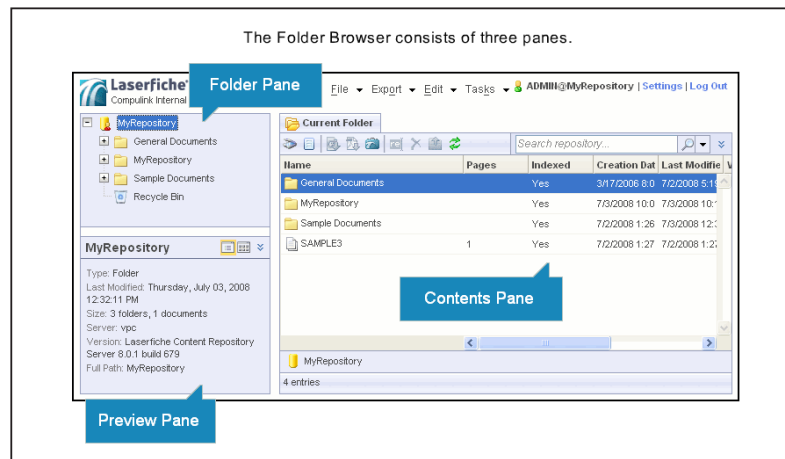 The Folder Browser consists of three panes.
Laserfiche
Compulink Internal
Folder Pane
File Export Edit Tasks ADMIN@MyRepository | Settings | Log Out
MyRepository
General Documents
MyRepository
Sample Documents
Recycle Bin
Current Folder
Search repository...
Name Pages Indexed Creation Dat Last Modifie
General Documents Yes 3/17/2006 8:0 7/2/2008 5:1
MyRepository Yes 7/3/2008 10:0 7/3/2008 10:
Sample Documents Yes 7/2/2008 1:26 7/3/2008 12:
SAMPLE3 1 Yes 7/2/2008 1:27 7/2/2008 1:2
Contents Pane
MyRepository
4 entries
MyRepository
Type: Folder
Last Modified: Thursday, July 03, 2008
12:32:11 PM
Size: 3 folders, 1 documents
Server: vpc
Version: Laserfiche Content Repository
Server 8.0.1 build 679
Full Path: MyRepository
Preview Pane